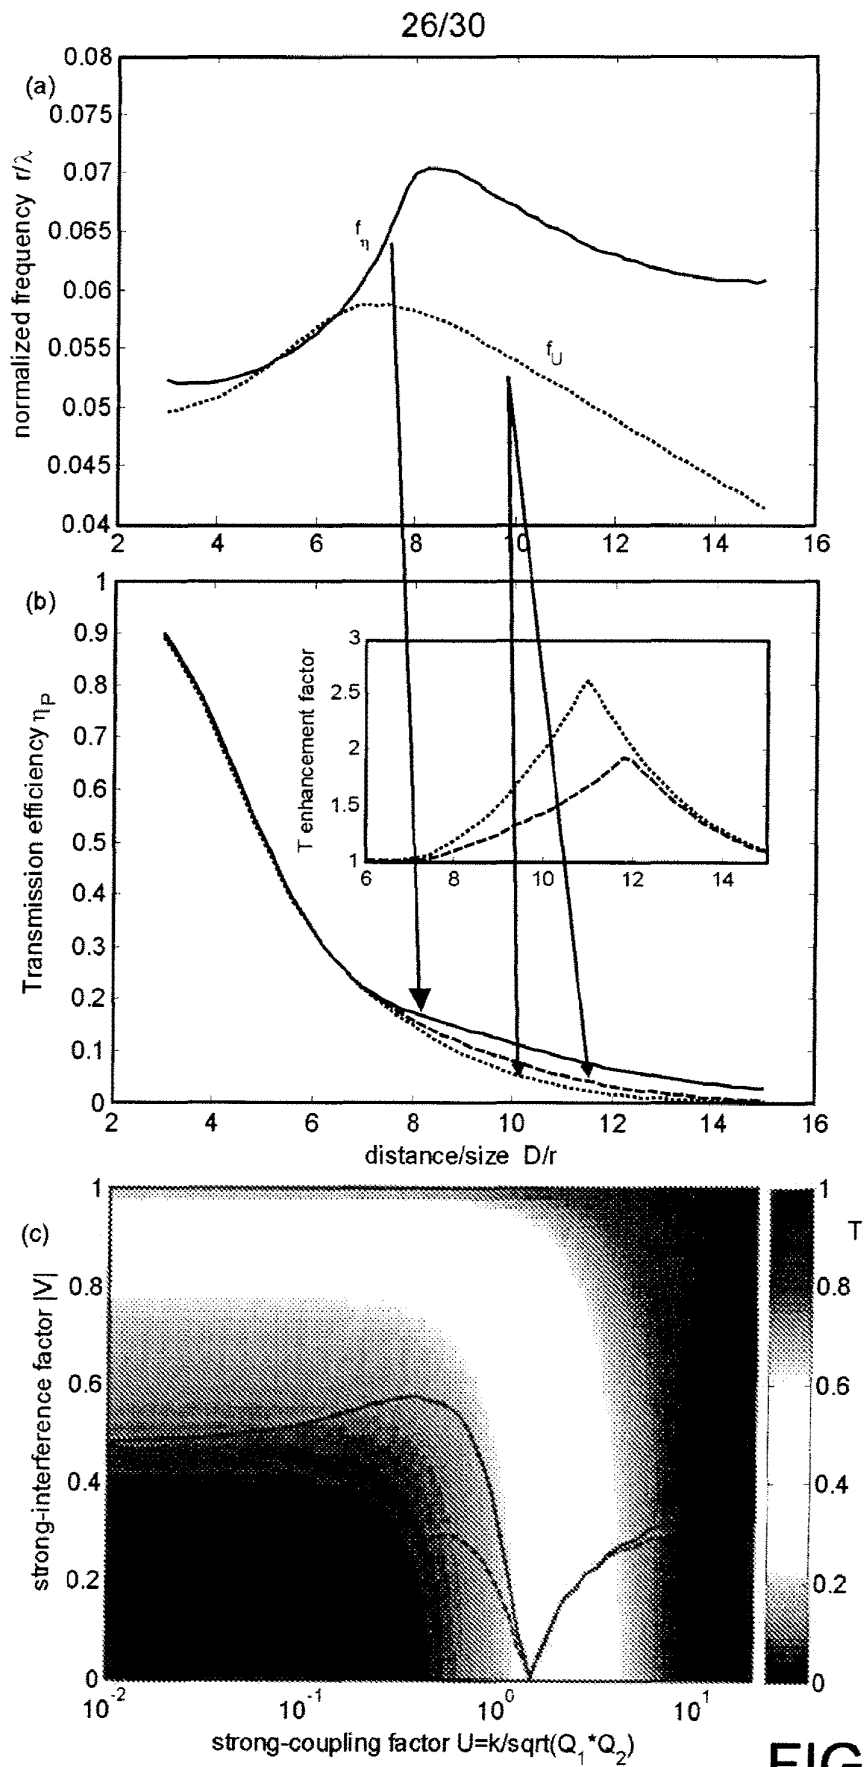 26/30
(a)
normalized frequency r/λ
0.08
0.075
0.07
0.065
0.06
0.055
0.05
0.045
0.04
f_η
f_U
2 4 6 8 10 12 14 16
(b)
Transmission efficiency η_P
1
0.9
0.8
0.7
0.6
0.5
0.4
0.3
0.2
0.1
0
T enhancement factor
3
2.5
2
1.5
1
6 8 10 12 14
2 4 6 8 10 12 14 16
distance/size D/r
(c)
strong-interference factor |V|
1
0.8
0.6
0.4
0.2
0
10^-2 10^-1 10^0 10^1
strong-coupling factor U=k/sqrt(Q_1*Q_2)
T
1
0.8
0.6
0.4
0.2
0
FIG